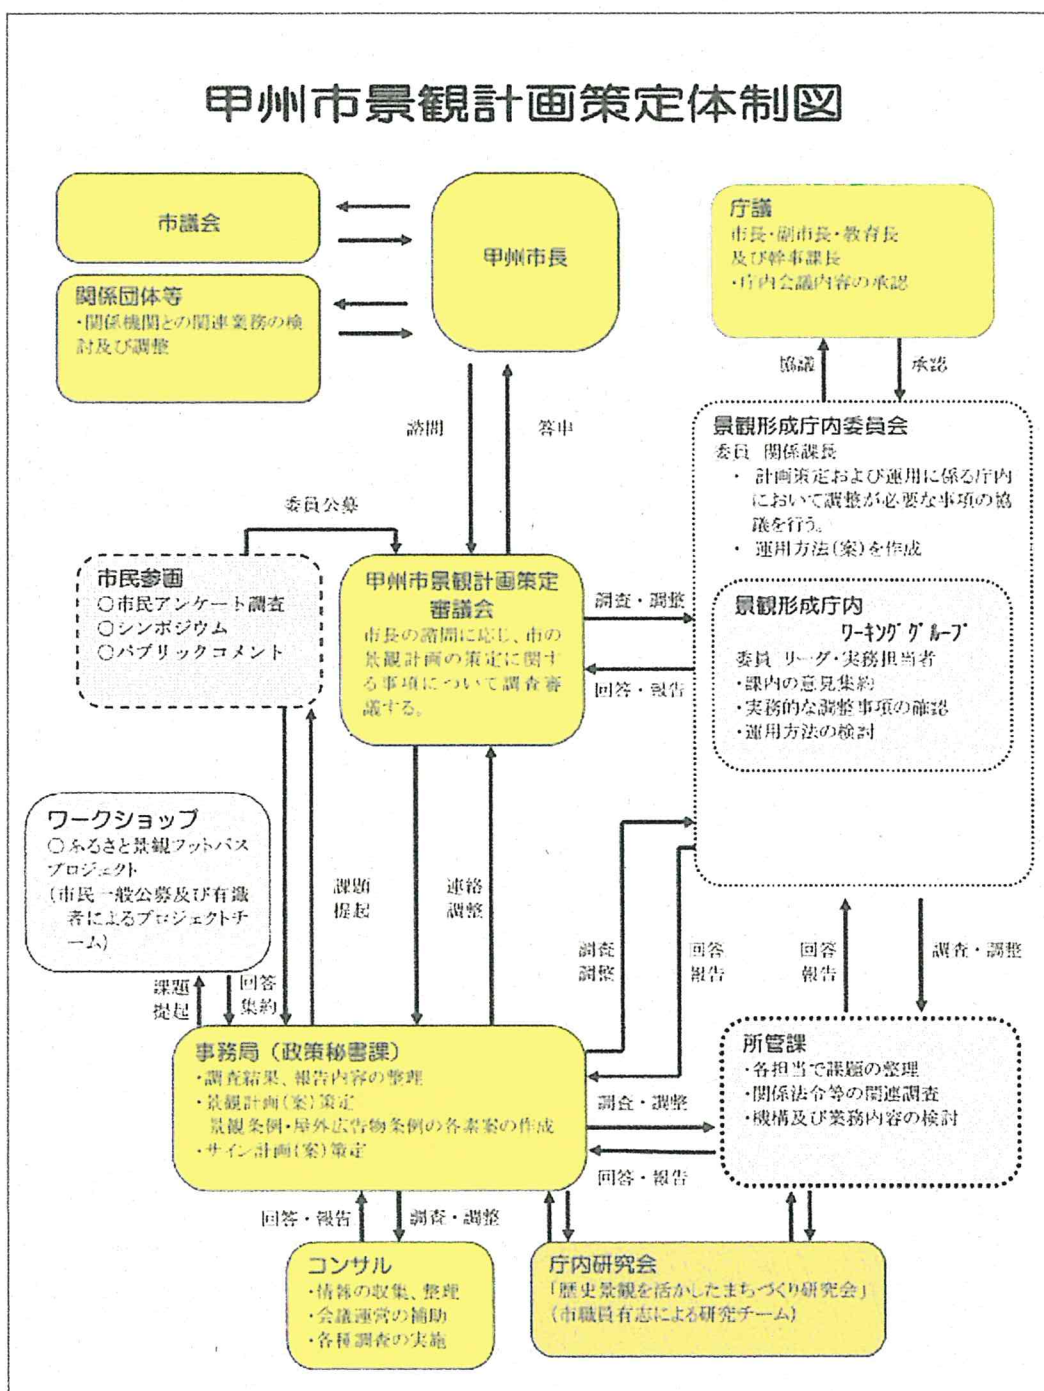 甲州市景観計画策定体制図
市議会
甲州市長
庁議
市長・副市長・教育長
及び幹事課長
・庁内会議内容の承認
関係団体等
・関係機関との関連業務の検
討及び調整
協議
承認
諮問
答申
景観形成庁内委員会
委員 関係課長
・ 計画策定および運用に係る庁内
において調整が必要な事項の協
議を行う。
・ 運用方法(案)を作成
委員公募
市民参画
○市民アンケート調査
○シンポジウム
○パブリックコメント
甲州市景観計画策定
審議会
市長の諮問に応じ、市の
景観計画の策定に関す
る事項について調査審
議する。
調査・調整
回答・報告
景観形成庁内
ワーキンググループ
委員 リーダ・実務担当者
・課内の意見集約
・実務的な調整事項の確認
・運用方法の検討
ワークショップ
○ふるさと景観フットパス
プロジェクト
(市民一般公募及び有識
者によるプロジェクトチ
ーム)
課題
提起
連絡
調整
調査
調整
回答
報告
回答
報告
調査・調整
課題
提起
回答
集約
事務局(政策秘書課)
・調査結果、報告内容の整理
・景観計画(案)策定
景観条例・屋外広告物条例の各素案の作成
・サイン計画(案)策定
調査・調整
回答・報告
所管課
・各担当で課題の整理
・関係法令等の関連調査
・機構及び業務内容の検討
回答・報告
調査・調整
コンサル
・情報の収集、整理
・会議運営の補助
・各種調査の実施
庁内研究会
「歴史景観を活かしたまちづくり研究会」
(市職員有志による研究チーム)